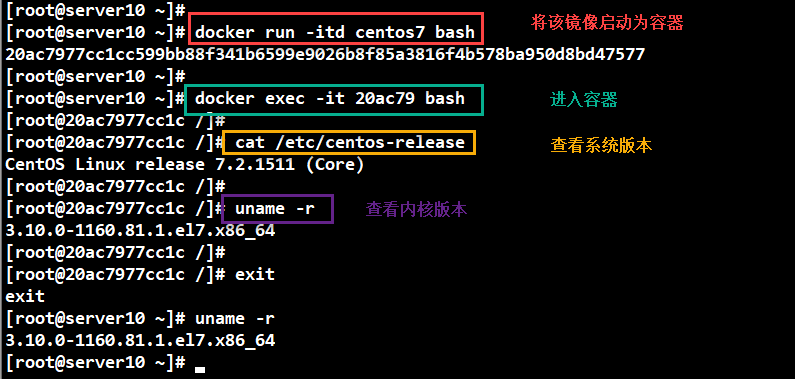 [root@server10 ~]#
[root@server10 ~]# docker run -itd centos7 bash 将该镜像启动为容器
20ac7977cc1cc599bb88f341b6599e9026b8f85a3816f4b578ba950d8bd47577
[root@server10 ~]#
[root@server10 ~]# docker exec -it 20ac79 bash 进入容器
[root@20ac7977cc1c /]#
[root@20ac7977cc1c /]# cat /etc/centos-release 查看系统版本
CentOS Linux release 7.2.1511 (Core)
[root@20ac7977cc1c /]#
[root@20ac7977cc1c /]# uname -r 查看内核版本
3.10.0-1160.81.1.el7.x86_64
[root@20ac7977cc1c /]#
[root@20ac7977cc1c /]# exit
exit
[root@server10 ~]# uname -r
3.10.0-1160.81.1.el7.x86_64
[root@server10 ~]#